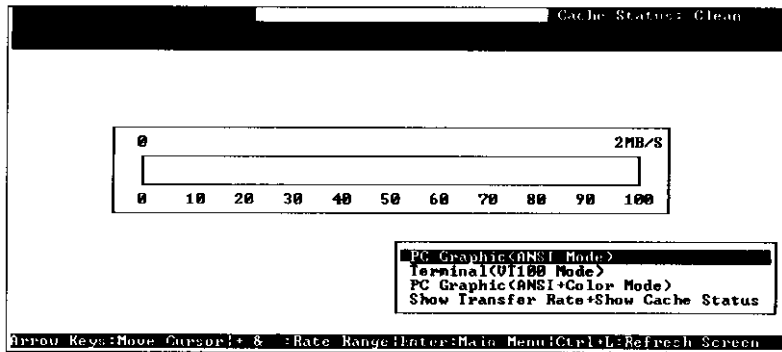 Cache Status: Clean
0 2MB/S
0 10 20 30 40 50 60 70 80 90 100
PC Graphic(ANSI Mode)
Terminal(VT100 Mode)
PC Graphic(ANSI+Color Mode)
Show Transfer Rate+Show Cache Status
Arrow Keys:Move Cursor|+ & :Rate Range|Enter:Main Menu|Ctrl+L:Refresh Screen